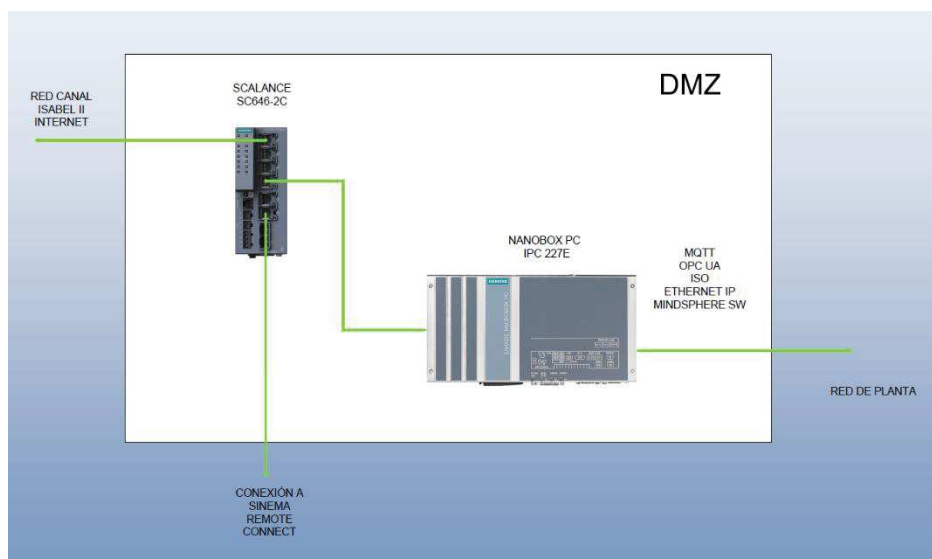 DMZ
SCALANCE
SC646-2C
RED CANAL
ISABEL II
INTERNET
NANOBOX PC
IPC 227E
MQTT
OPC UA
ISO
ETHERNET IP
MINDSPHERE SW
SIEMENS
RED DE PLANTA
CONEXIÓN A
SINEMA
REMOTE
CONNECT